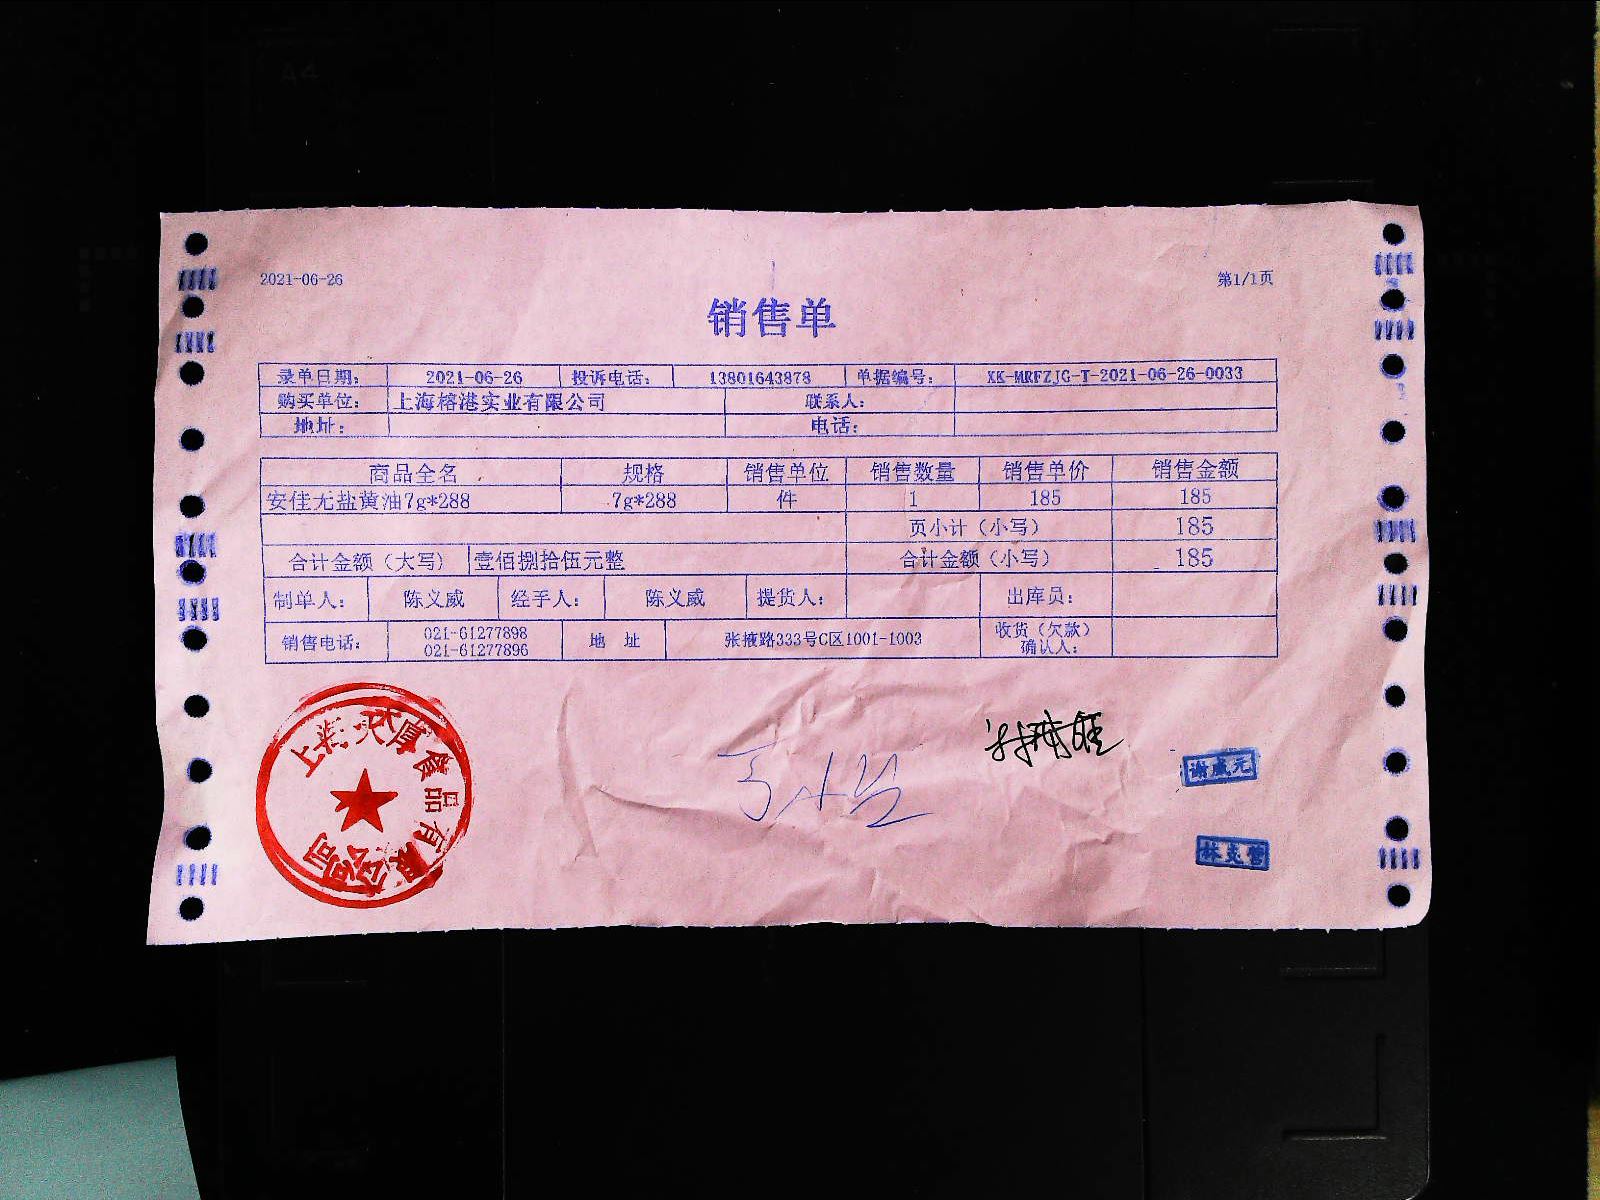 2021-06-26 第1/1页
销售单
录单日期： 2021-06-26 投诉电话： 13801643878 单据编号： XK-MRFZJG-T-2021-06-26-0033
购买单位： 上海榕港实业有限公司 联系人：
地址： 电话：
商品全名 规格 销售单位 销售数量 销售单价 销售金额
安佳无盐黄油7g*288 7g*288 件 1 185 185
页小计（小写） 185
合计金额（大写） 壹佰捌拾伍元整 合计金额（小写） 185
制单人： 陈义威 经手人： 陈义威 提货人： 出库员：
销售电话： 021-61277898 地 址 张掖路333号C区1001-1003 收货（欠款）
021-61277896 确认人：
食品有限公司